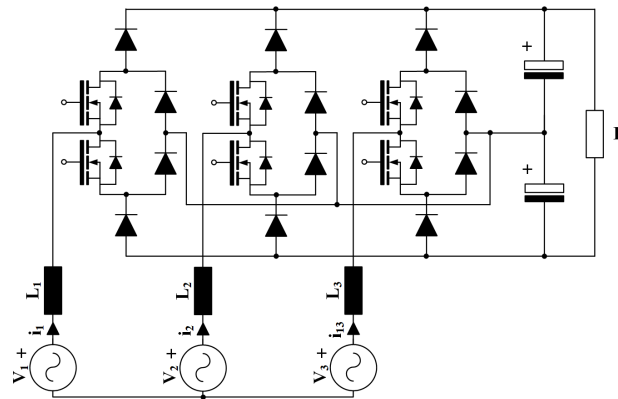 +
+
L₁
L₂
L₃
i₁
i₂
i₁₃
V₁ +
V₂ +
V₃ +